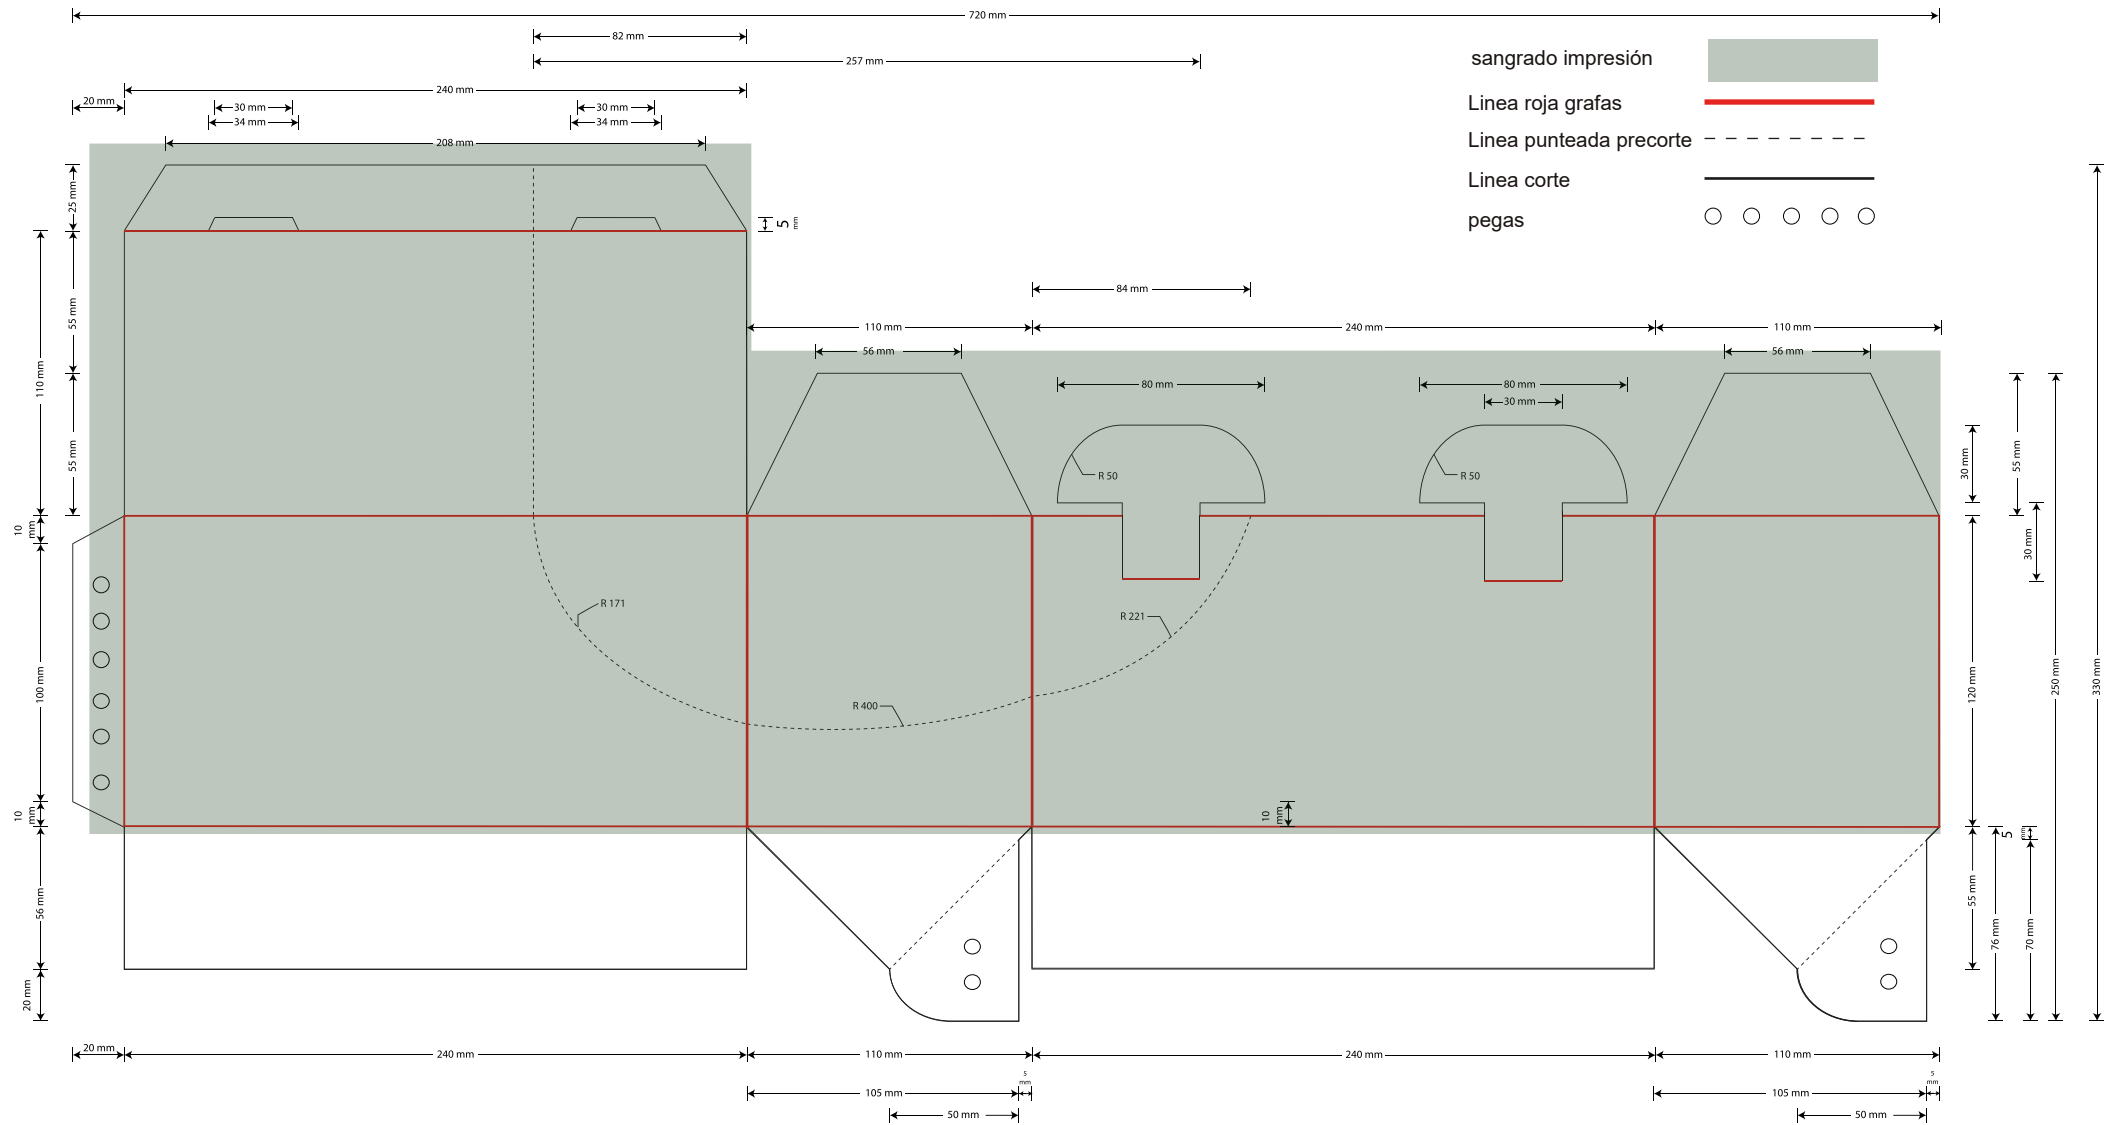 720 mm
82 mm
257 mm
sangrado impresión
240 mm
20 mm
30 mm
30 mm
Linea roja grafas
34 mm
34 mm
208 mm
Linea punteada precorte
25 mm
Linea corte
5 mm
pegas
55 mm
84 mm
110 mm
240 mm
110 mm
56 mm
56 mm
110 mm
80 mm
80 mm
30 mm
55 mm
R 50
R 50
30 mm
55 mm
10 mm
30 mm
R 171
R 221
100 mm
120 mm
250 mm
330 mm
R 400
10 mm
10 mm
5 mm
56 mm
55 mm
76 mm
70 mm
20 mm
20 mm
240 mm
110 mm
240 mm
110 mm
5 mm
5 mm
105 mm
105 mm
50 mm
50 mm